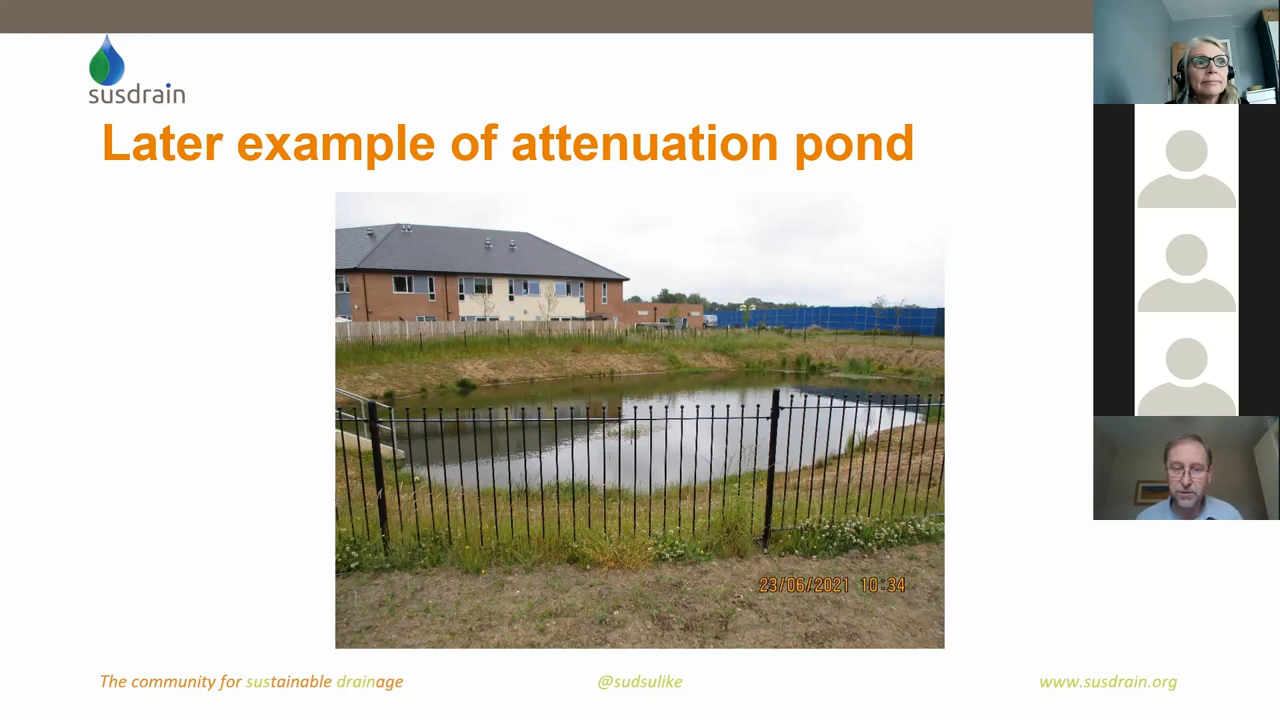 susdrain
Later example of attenuation pond
23/06/2021 10:34
The community for sustainable drainage
@sudsulike
www.susdrain.org